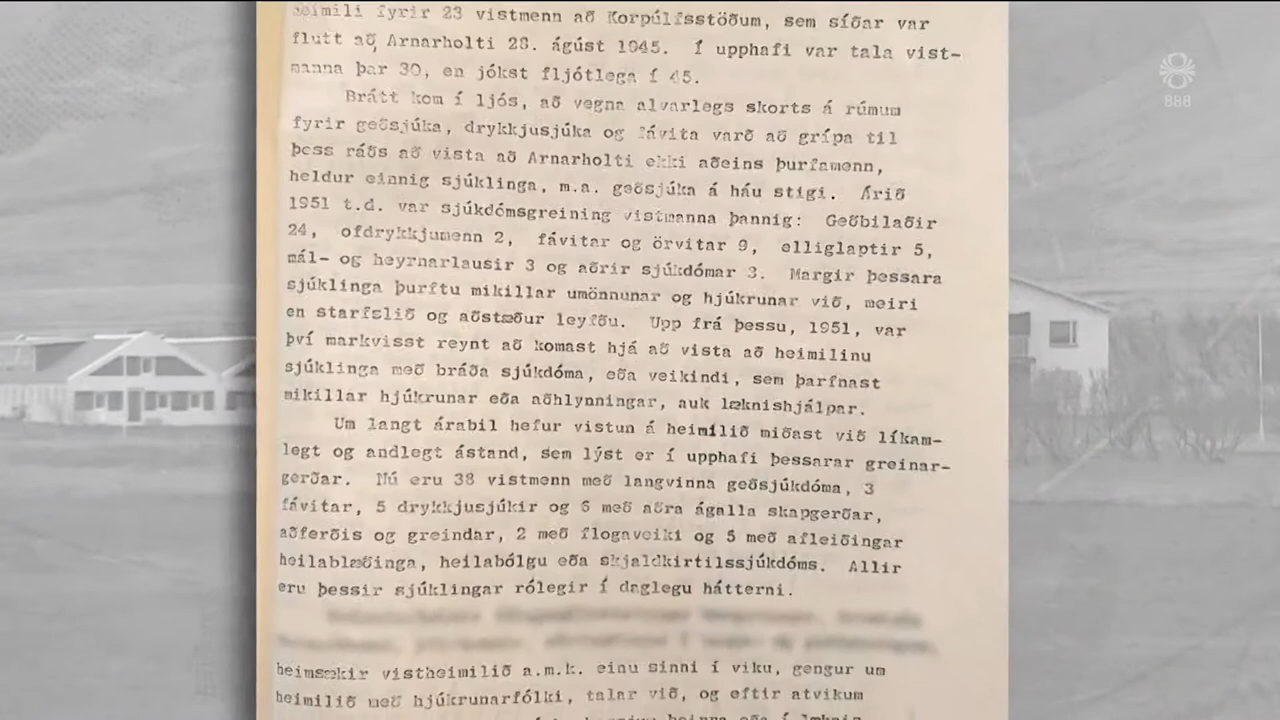 heimili fyrir 23 vistmenn að Korpúlfsstöðum, sem síðar var
flutt að Arnarholti 28. ágúst 1945. Í upphafi var tala vist-
manna þar 30, en jókst fljótlega í 45.
Brátt kom í ljós, að vegna alvarlegs skorts á rúmum
fyrir geðsjúka, drykkjusjúka og fávita varð að grípa til
þess ráðs að vista að Arnarholti ekki aðeins þurfamenn,
heldur einnig sjúklinga, m.a. geðsjúka á háu stigi. Árið
1951 t.d. var sjúkdómsgreining vistmanna þannig: Geðbilaðir
24, ofdrykkjumenn 2, fávitar og örvitar 9, elliglaptir 5,
mál- og heyrnarlausir 3 og aðrir sjúkdómar 3. Margir þessara
sjúklinga þurftu mikillar umönnunar og hjúkrunar við, meiri
en starfslið og aðstæður leyfðu. Upp frá þessu, 1951, var
því markvisst reynt að komast hjá að vista að heimilinu
sjúklinga með bráða sjúkdóma, eða veikindi, sem þarfnast
mikillar hjúkrunar eða aðhlynningar, auk læknishjálpar.
Um langt árabil hefur vistun á heimilið miðast við líkam-
legt og andlegt ástand, sem lýst er í upphafi þessarar greinar-
gerðar. Nú eru 38 vistmenn með langvinna geðsjúkdóma, 3
fávitar, 5 drykkjusjúkir og 6 með aðra ágalla skapgerðar,
aðferðis og greindar, 2 með flogaveiki og 5 með afleiðingar
heilablæðinga, heilabólgu eða skjaldkirtilssjúkdóms. Allir
eru þessir sjúklingar rólegir í daglegu hátterni.
heimsækir vistheimilið a.m.k. einu sinni í viku, gengur um
heimilið með hjúkrunarfólki, talar við, og eftir atvikum
888